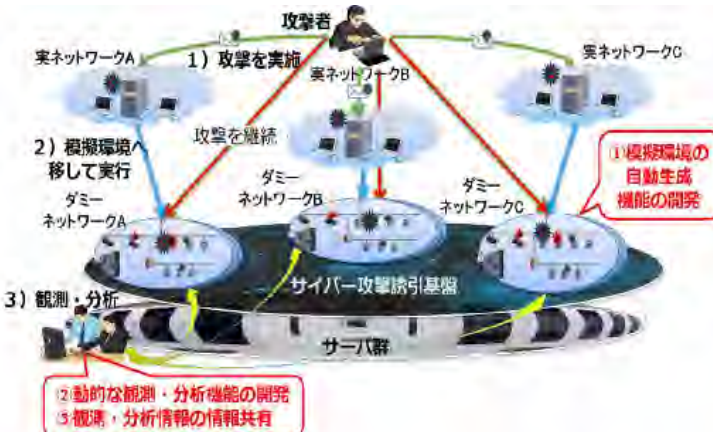 攻撃者
実ネットワークA
1）攻撃を実施
実ネットワークB
実ネットワークC
攻撃を継続
2）模擬環境へ
移して実行
①模擬環境の
自動生成
機能の開発
ダミー
ネットワークA
ダミー
ネットワークB
ダミー
ネットワークC
サイバー攻撃誘引基盤
3）観測・分析
サーバ群
②動的な観測・分析機能の開発
③観測・分析情報の情報共有